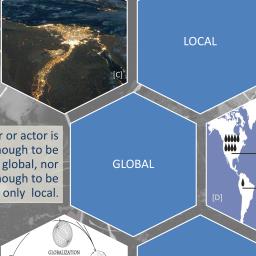 [C]
LOCAL
r or actor is
nough to be
global, nor
nough to be
only local.
GLOBAL
[D]
GLOBALIZATION